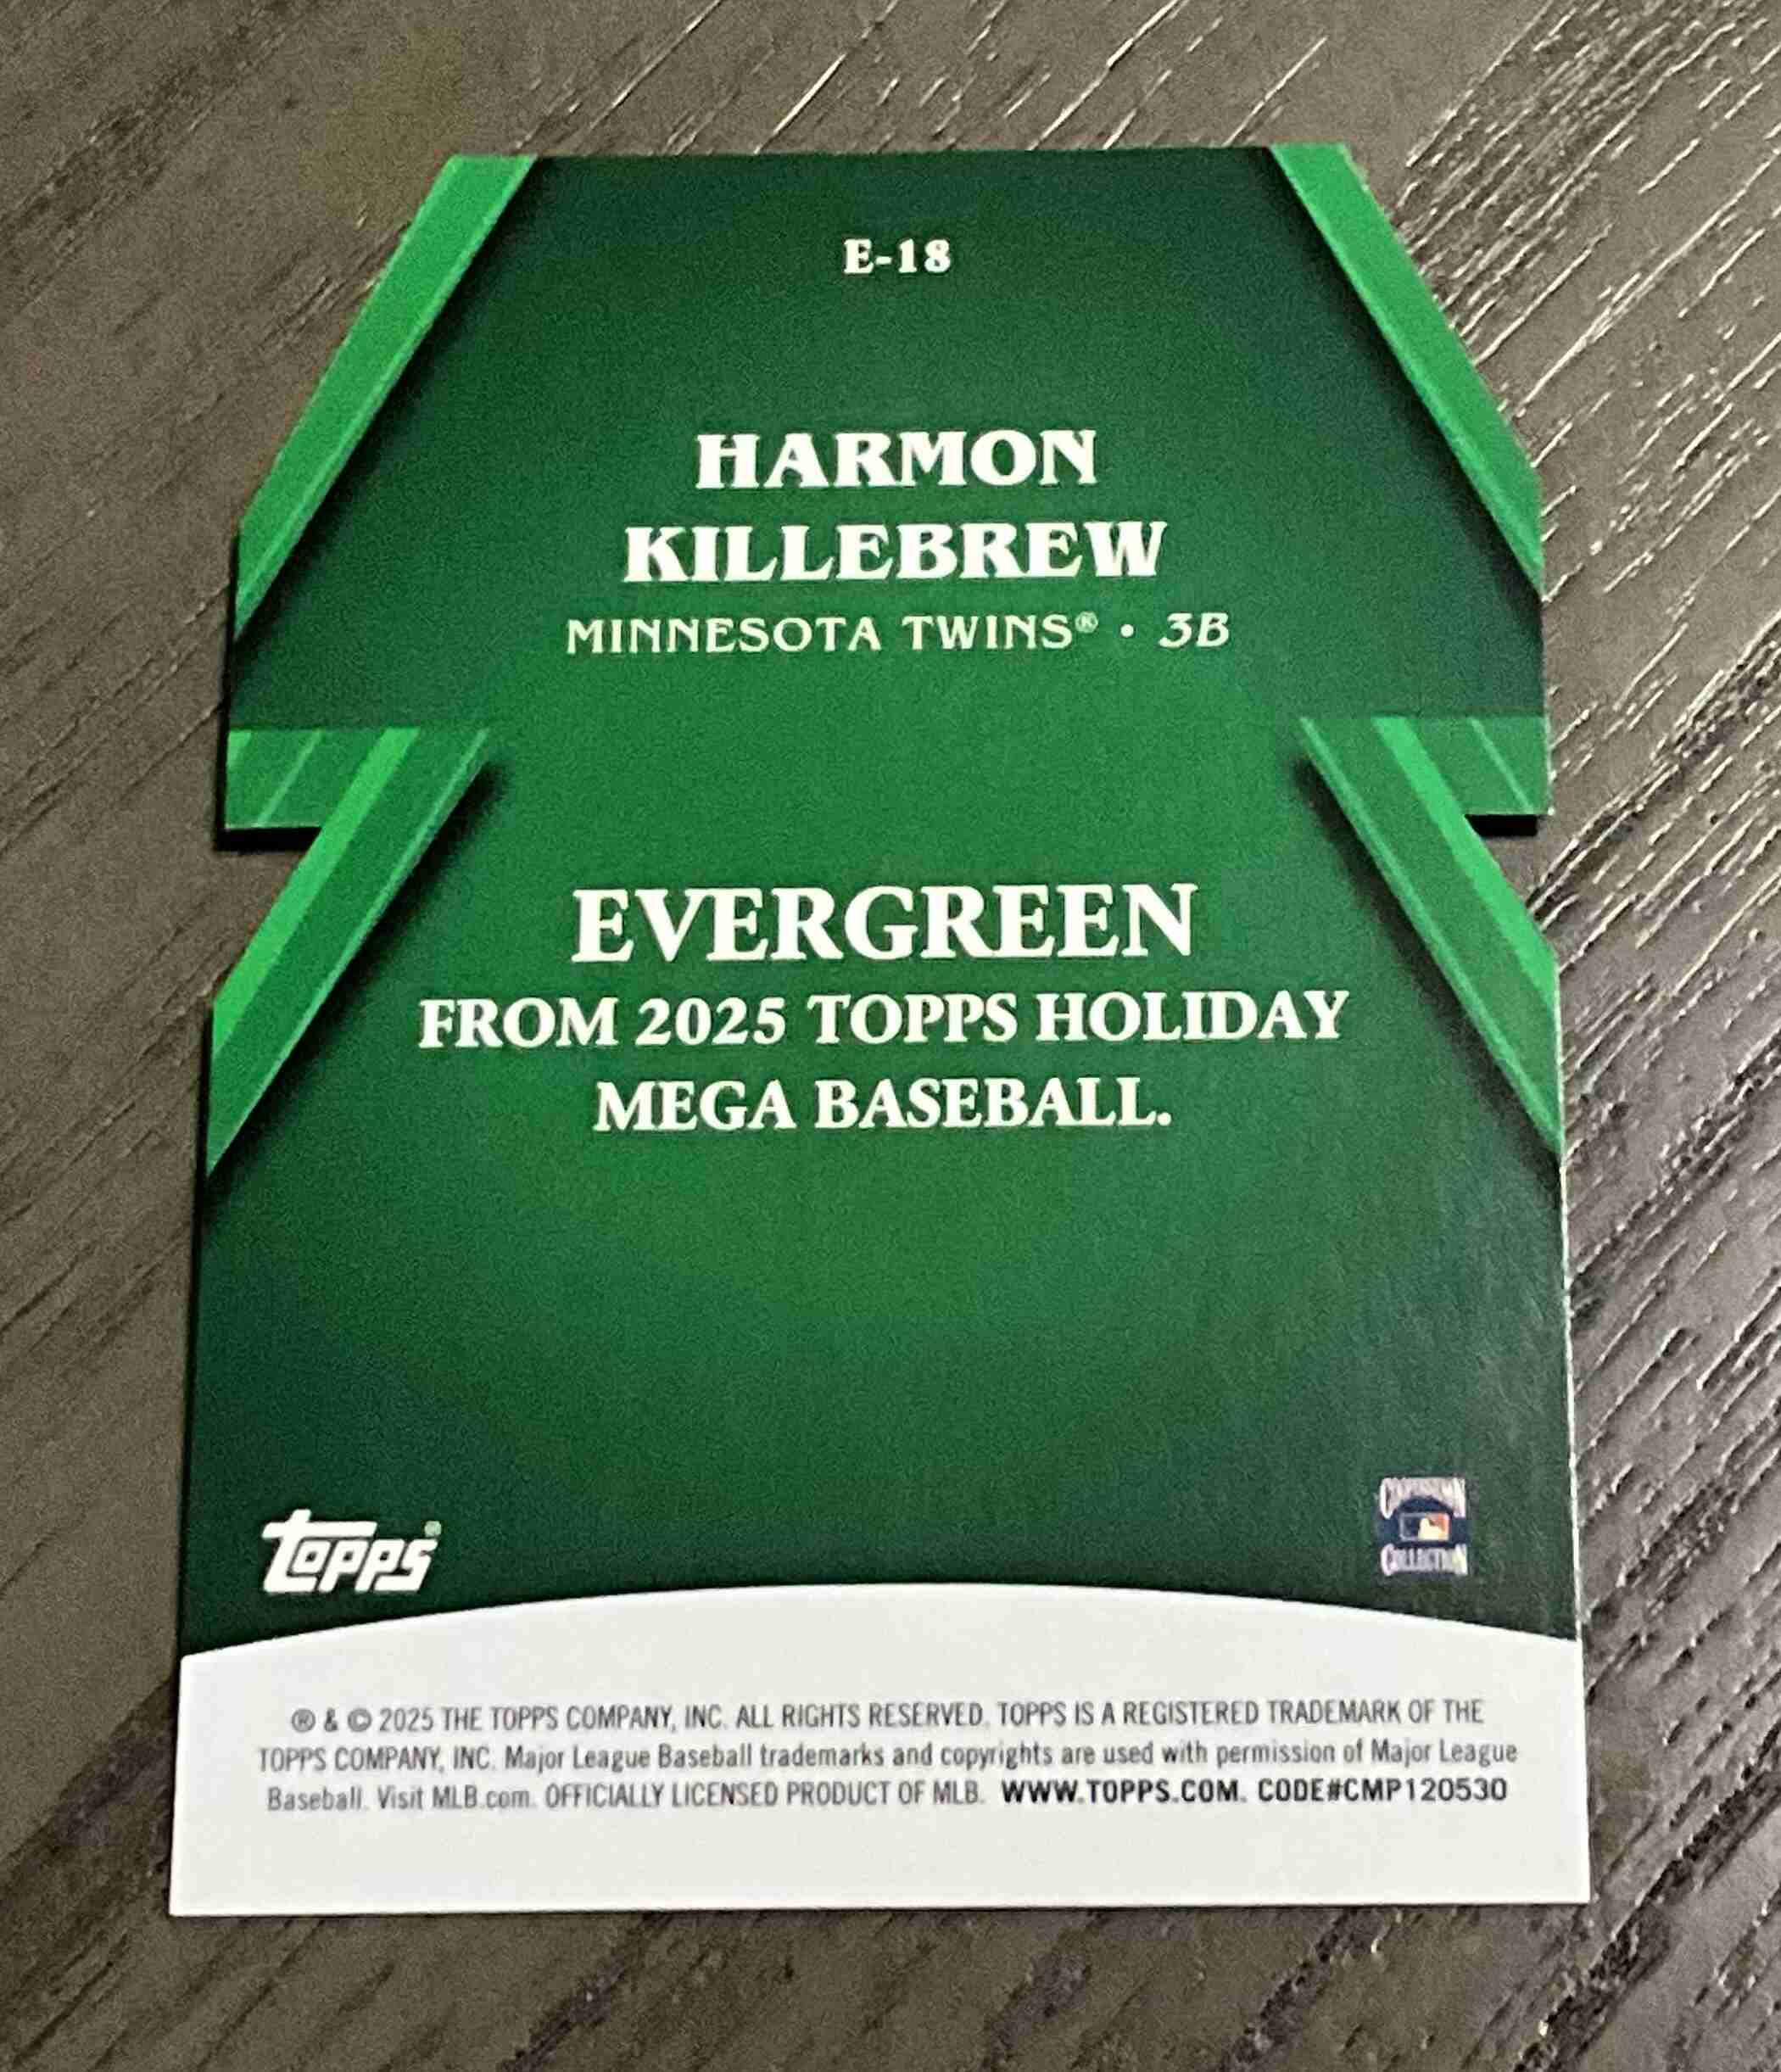 E-18
HARMON
KILLEBREW
MINNESOTA TWINS® • 3B
EVERGREEN
FROM 2025 TOPPS HOLIDAY
MEGA BASEBALL.
topps®
COOPERSTOWN
COLLECTION
® & © 2025 THE TOPPS COMPANY, INC. ALL RIGHTS RESERVED. TOPPS IS A REGISTERED TRADEMARK OF THE
TOPPS COMPANY, INC. Major League Baseball trademarks and copyrights are used with permission of Major League
Baseball. Visit MLB.com. OFFICIALLY LICENSED PRODUCT OF MLB. WWW.TOPPS.COM. CODE#CMP120530